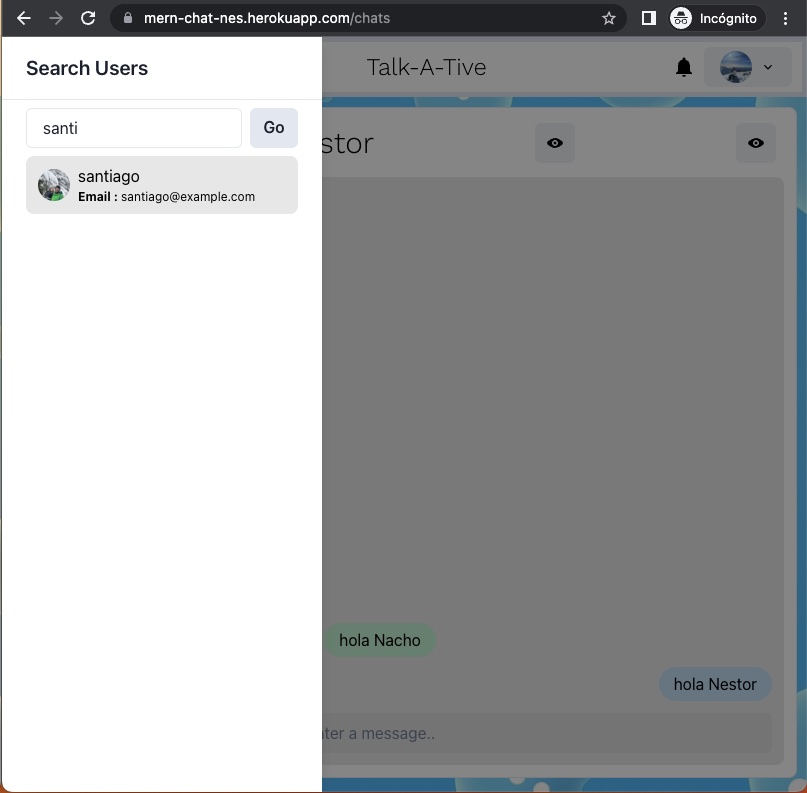 mern-chat-nes.herokuapp.com/chats
Incógnito
Search Users
Talk-A-Tive
santi
Go
stor
santiago
Email : santiago@example.com
hola Nacho
hola Nestor
ter a message..